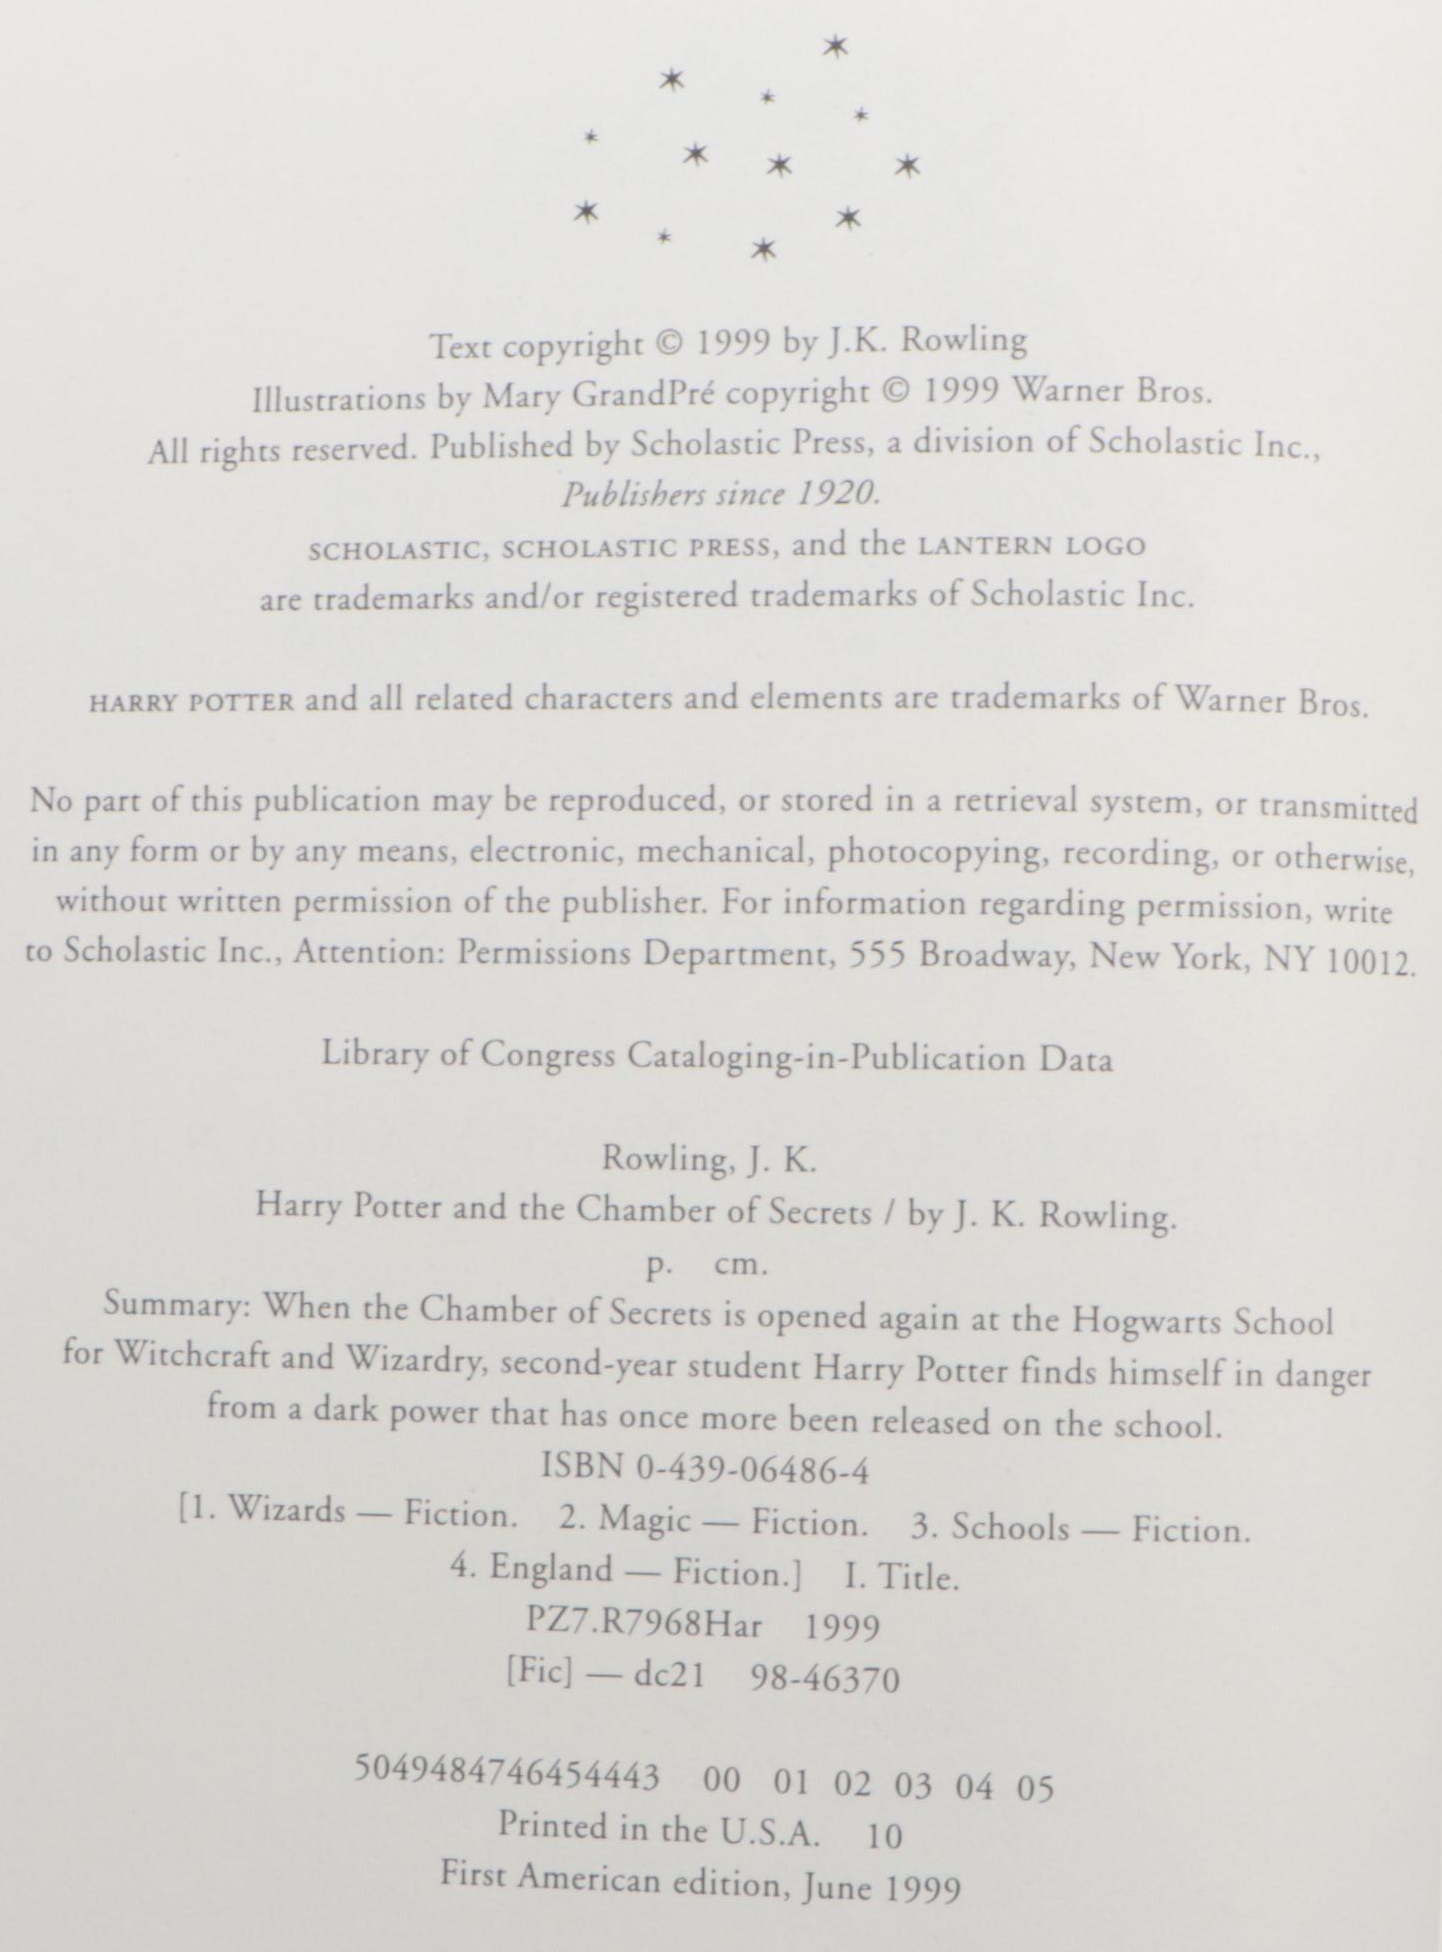 Text copyright © 1999 by J.K. Rowling
Illustrations by Mary GrandPré copyright © 1999 Warner Bros.
All rights reserved. Published by Scholastic Press, a division of Scholastic Inc.,
Publishers since 1920.
SCHOLASTIC, SCHOLASTIC PRESS, and the LANTERN LOGO
are trademarks and/or registered trademarks of Scholastic Inc.
HARRY POTTER and all related characters and elements are trademarks of Warner Bros.
No part of this publication may be reproduced, or stored in a retrieval system, or transmitted
in any form or by any means, electronic, mechanical, photocopying, recording, or otherwise,
without written permission of the publisher. For information regarding permission, write
to Scholastic Inc., Attention: Permissions Department, 555 Broadway, New York, NY 10012.
Library of Congress Cataloging-in-Publication Data
Rowling, J. K.
Harry Potter and the Chamber of Secrets / by J. K. Rowling.
p. cm.
Summary: When the Chamber of Secrets is opened again at the Hogwarts School
for Witchcraft and Wizardry, second-year student Harry Potter finds himself in danger
from a dark power that has once more been released on the school.
ISBN 0-439-06486-4
[1. Wizards — Fiction. 2. Magic — Fiction. 3. Schools — Fiction.
4. England — Fiction.] I. Title.
PZ7.R7968Har 1999
[Fic] — dc21 98-46370
5049484746454443 00 01 02 03 04 05
Printed in the U.S.A. 10
First American edition, June 1999